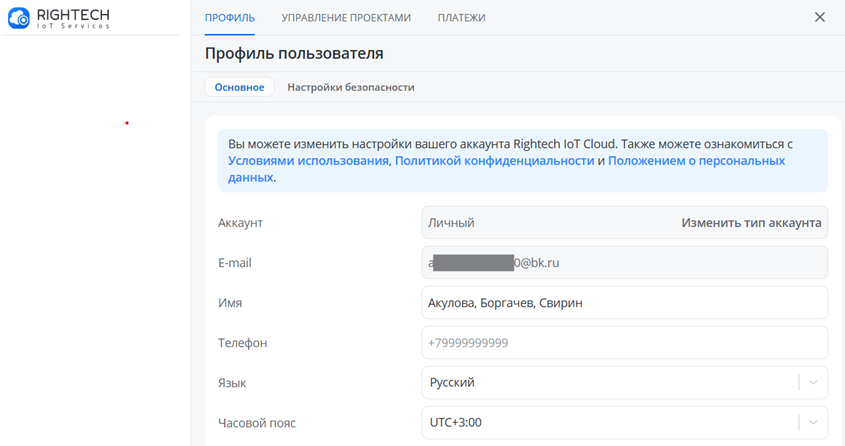 RIGHTECH
IoT Services
ПРОФИЛЬ УПРАВЛЕНИЕ ПРОЕКТАМИ ПЛАТЕЖИ
Профиль пользователя
Основное Настройки безопасности
Вы можете изменить настройки вашего аккаунта Rightech IoT Cloud. Также можете ознакомиться с
Условиями использования, Политикой конфиденциальности и Положением о персональных
данных.
Аккаунт Личный Изменить тип аккаунта
E-mail a 0@bk.ru
Имя Акулова, Боргачев, Свирин
Телефон +79999999999
Язык Русский
Часовой пояс UTC+3:00